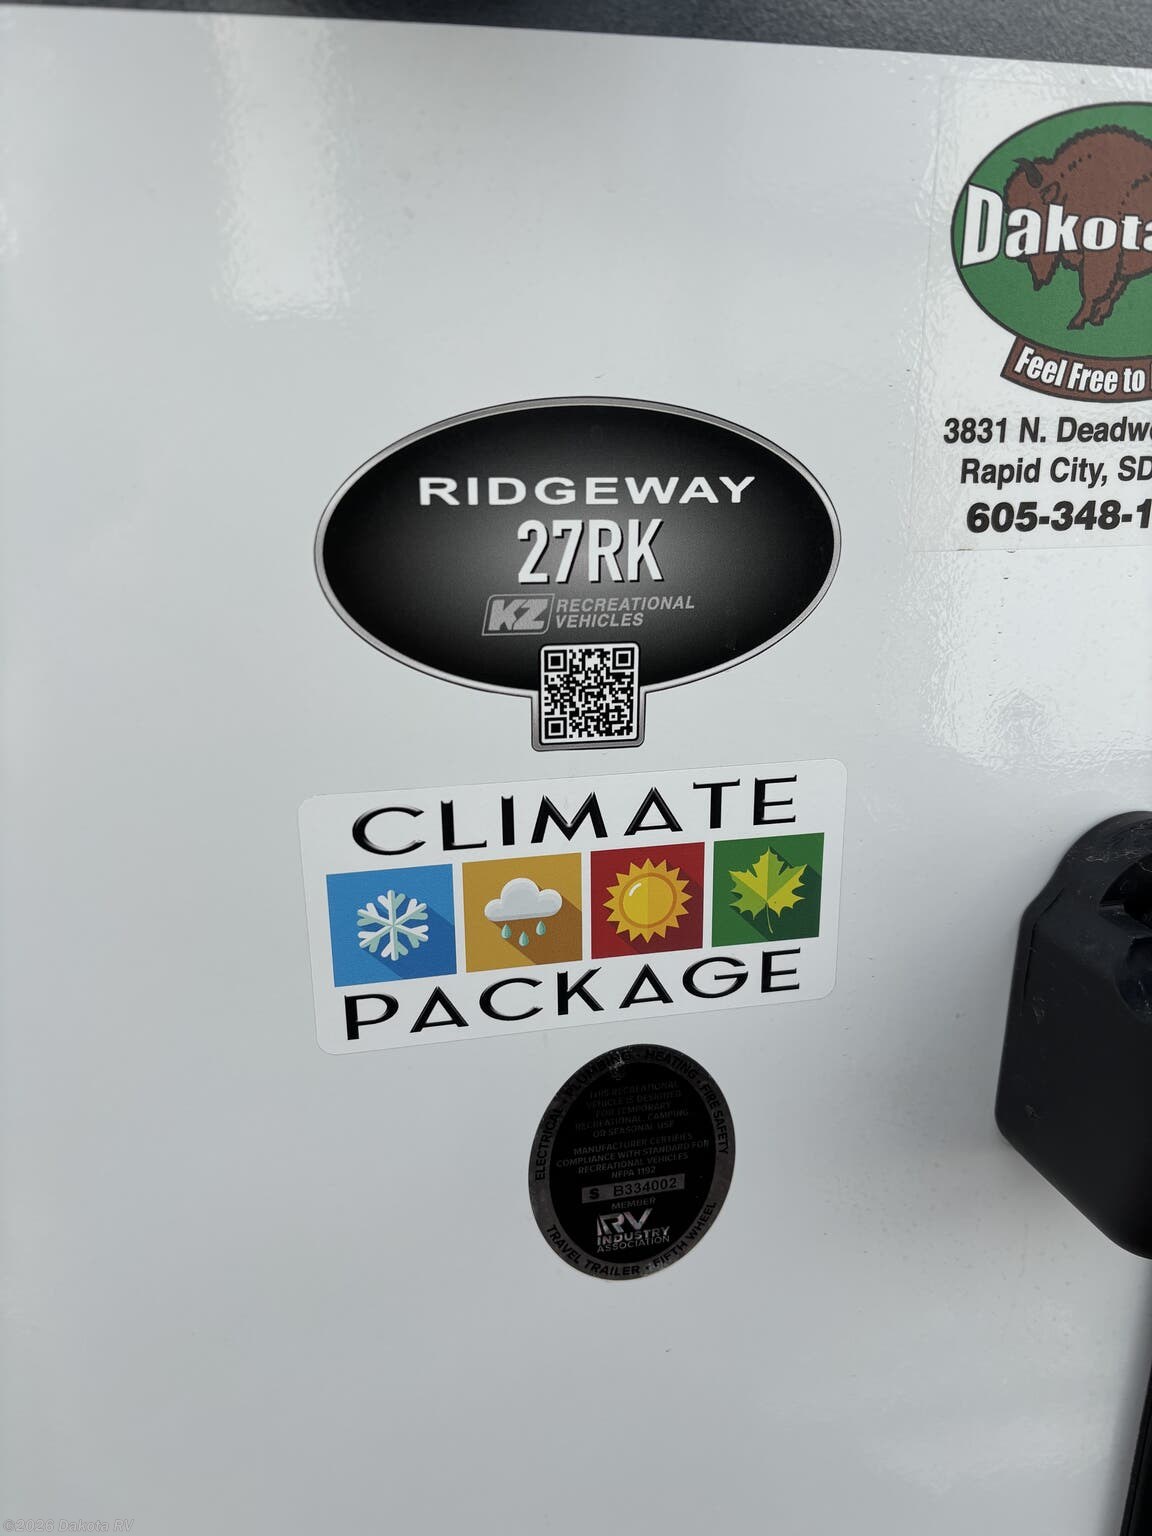 Dakota
Feel Free to
3831 N. Deadwo
Rapid City, SD
605-348-1
RIDGEWAY
27RK
KZ RECREATIONAL
VEHICLES
CLIMATE
PACKAGE
ELECTRICAL • PLUMBING • HEATING • FIRE SAFETY
THIS RECREATIONAL
VEHICLE IS DESIGNED
FOR TEMPORARY
RECREATIONAL, CAMPING
OR SEASONAL USE
MANUFACTURER CERTIFIES
COMPLIANCE WITH STANDARD FOR
RECREATIONAL VEHICLES
NFPA 1192
S B334002
MEMBER
RV
INDUSTRY
ASSOCIATION
TRAVEL TRAILER • FIFTH WHEEL
©2026 Dakota RV